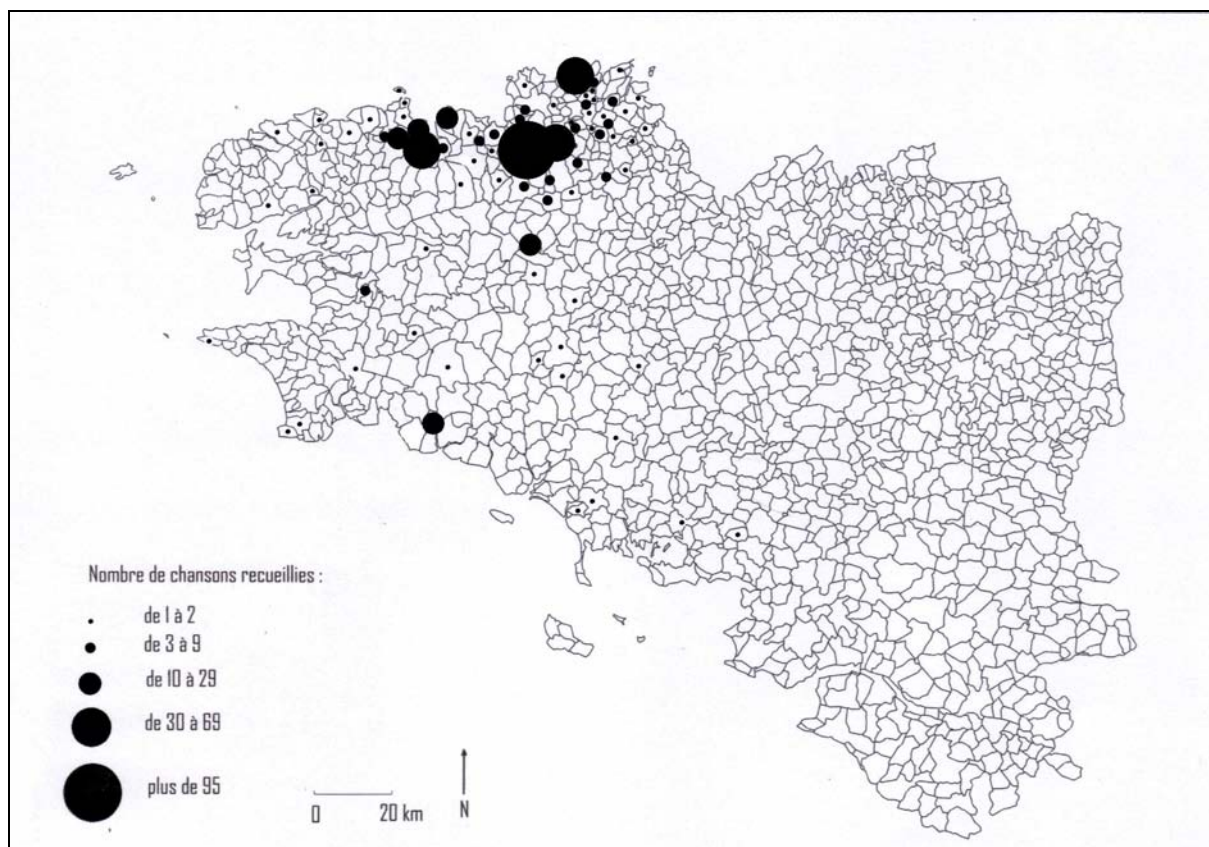 Nombre de chansons recueillies :
de 1 à 2
de 3 à 9
de 10 à 29
de 30 à 69
plus de 95
0 20 km
N